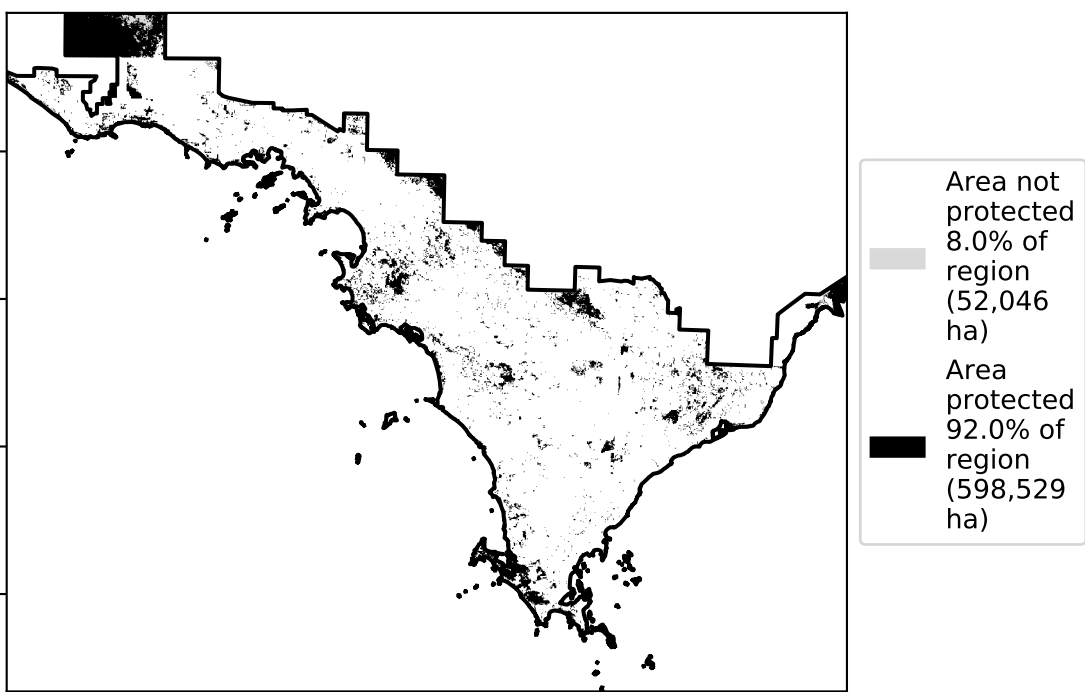 Area not
protected
8.0% of
region
(52,046
ha)
Area
protected
92.0% of
region
(598,529
ha)